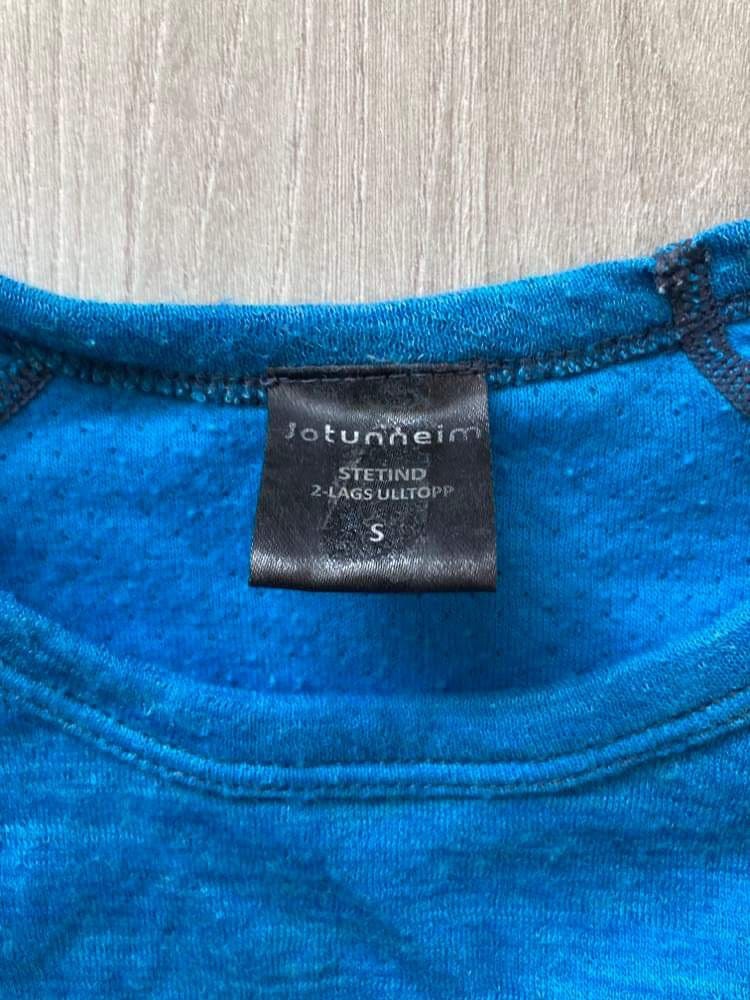 Jotunheim
STETIND
2-LAGS ULLTOPP
S